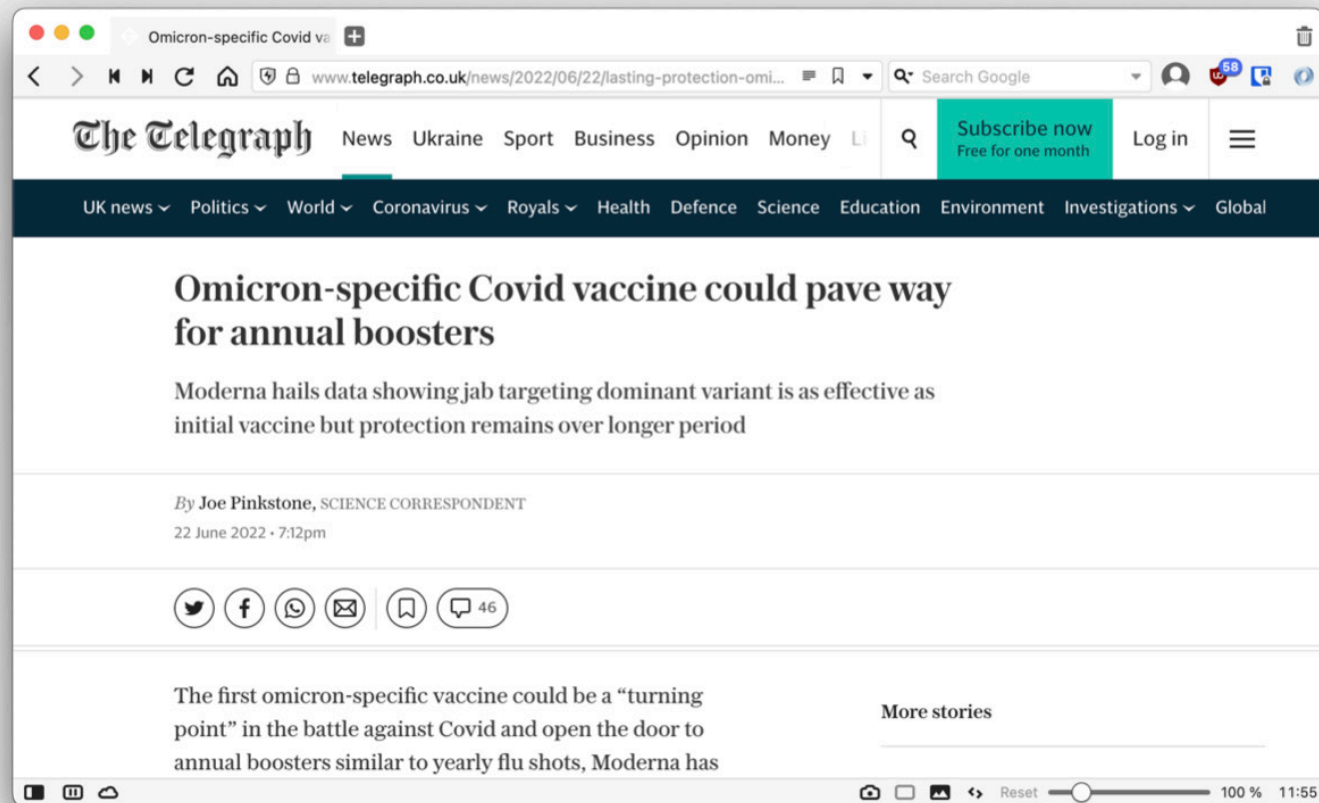 Omicron-specific Covid va
www.telegraph.co.uk/news/2022/06/22/lasting-protection-omi...
Search Google
58
The Telegraph
News Ukraine Sport Business Opinion Money Li
Subscribe now
Free for one month
Log in
UK news Politics World Coronavirus Royals Health Defence Science Education Environment Investigations Global
Omicron-specific Covid vaccine could pave way
for annual boosters
Moderna hails data showing jab targeting dominant variant is as effective as
initial vaccine but protection remains over longer period
By Joe Pinkstone, SCIENCE CORRESPONDENT
22 June 2022 • 7:12pm
46
The first omicron-specific vaccine could be a “turning
point” in the battle against Covid and open the door to
annual boosters similar to yearly flu shots, Moderna has
More stories
Reset 100 % 11:55